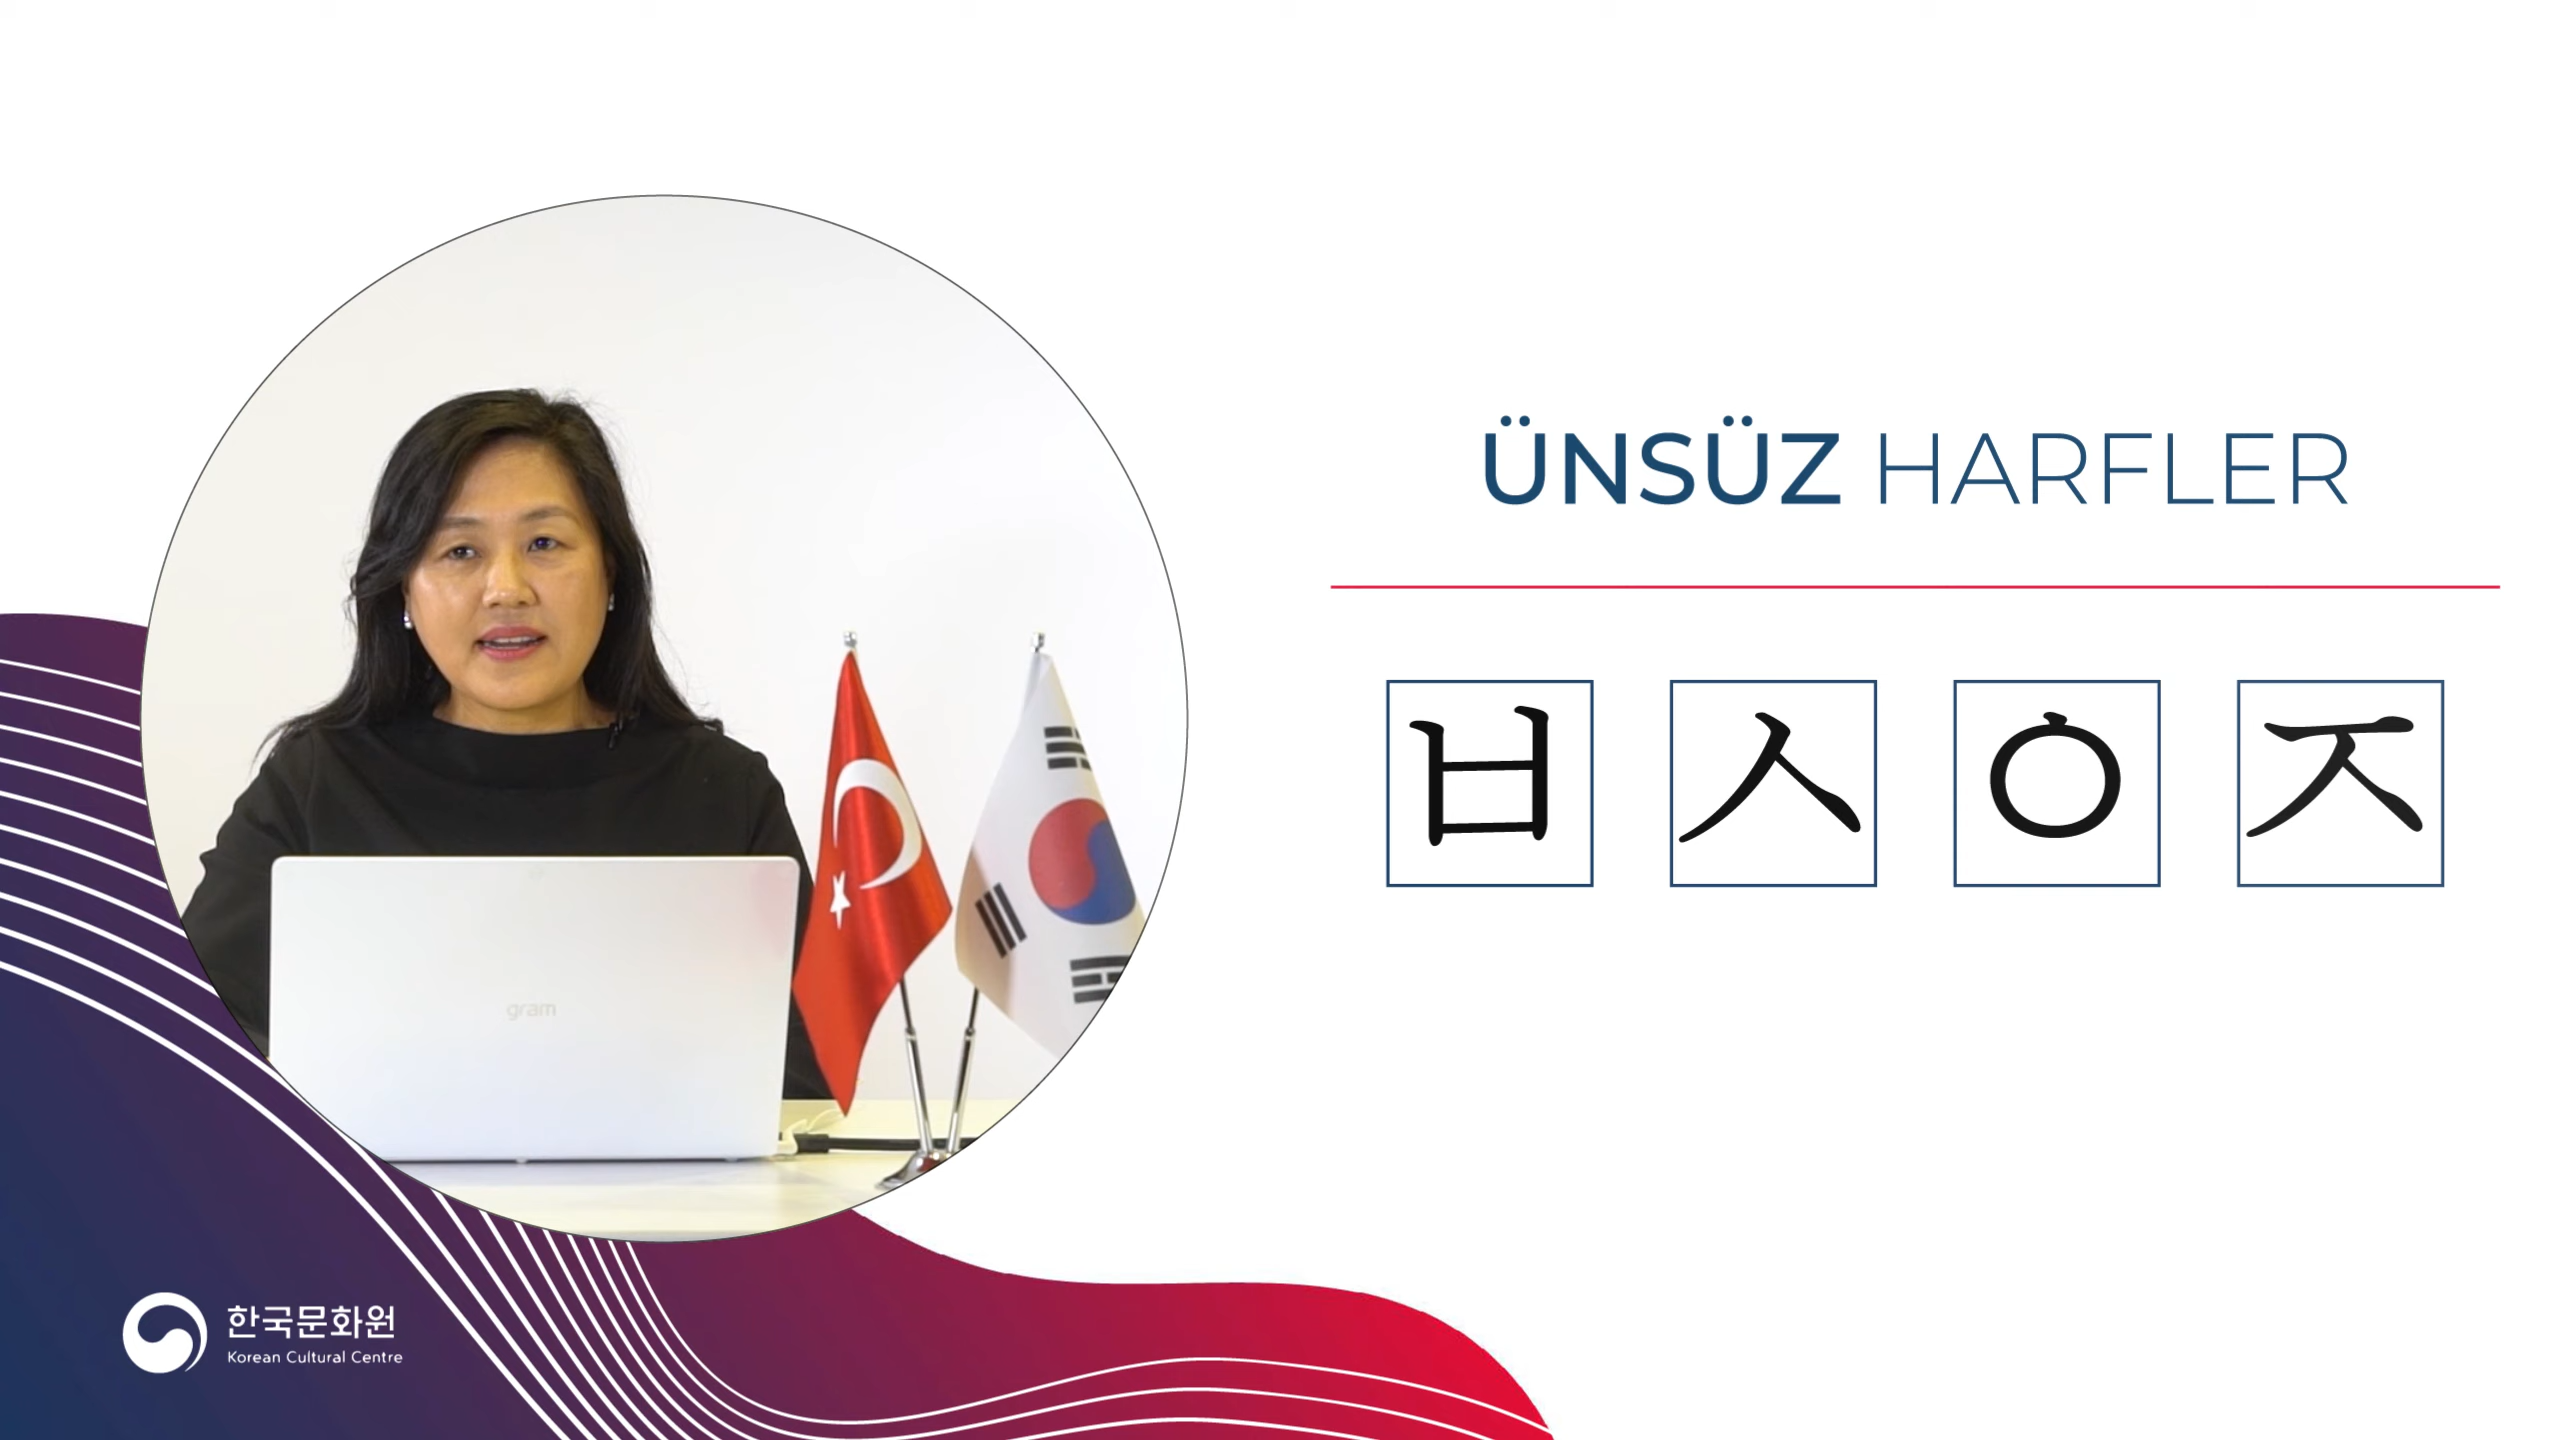 ÜNSÜZ HARFLER
ㅂ ㅅ ㅇ ㅈ
gram
한국문화원
Korean Cultural Centre